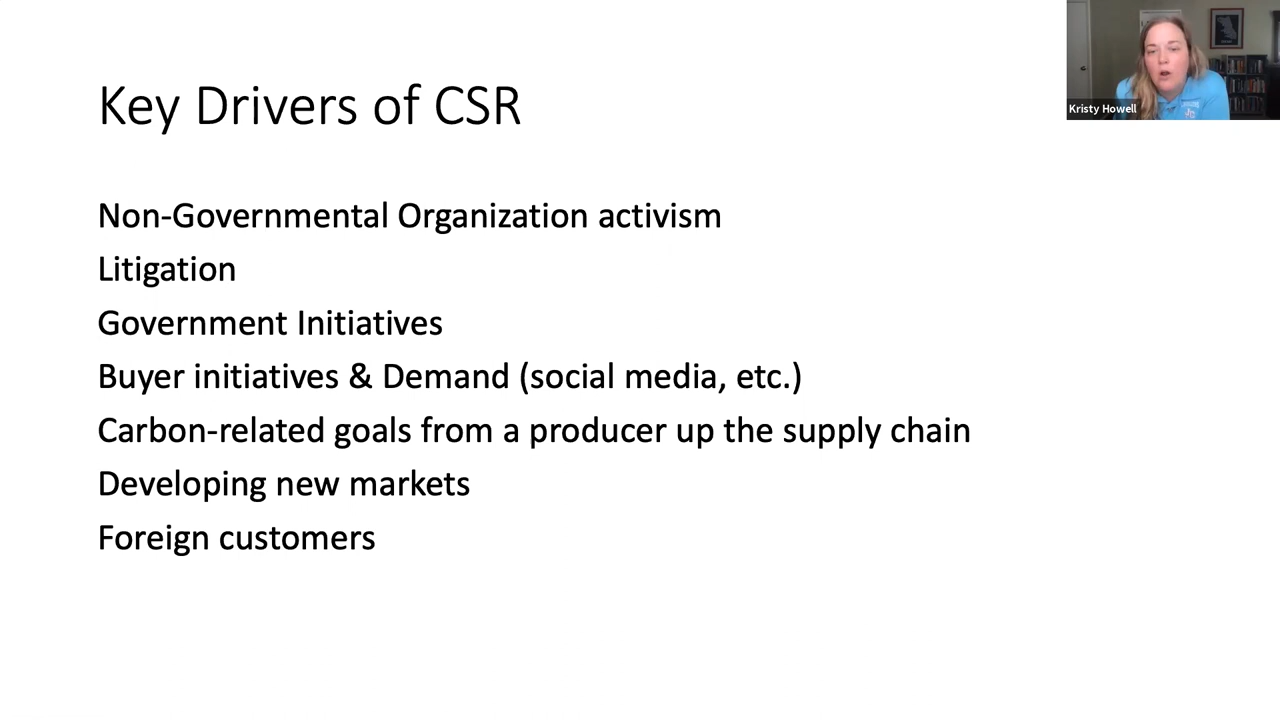 Key Drivers of CSR
Kristy Howell
Non-Governmental Organization activism
Litigation
Government Initiatives
Buyer initiatives & Demand (social media, etc.)
Carbon-related goals from a producer up the supply chain
Developing new markets
Foreign customers